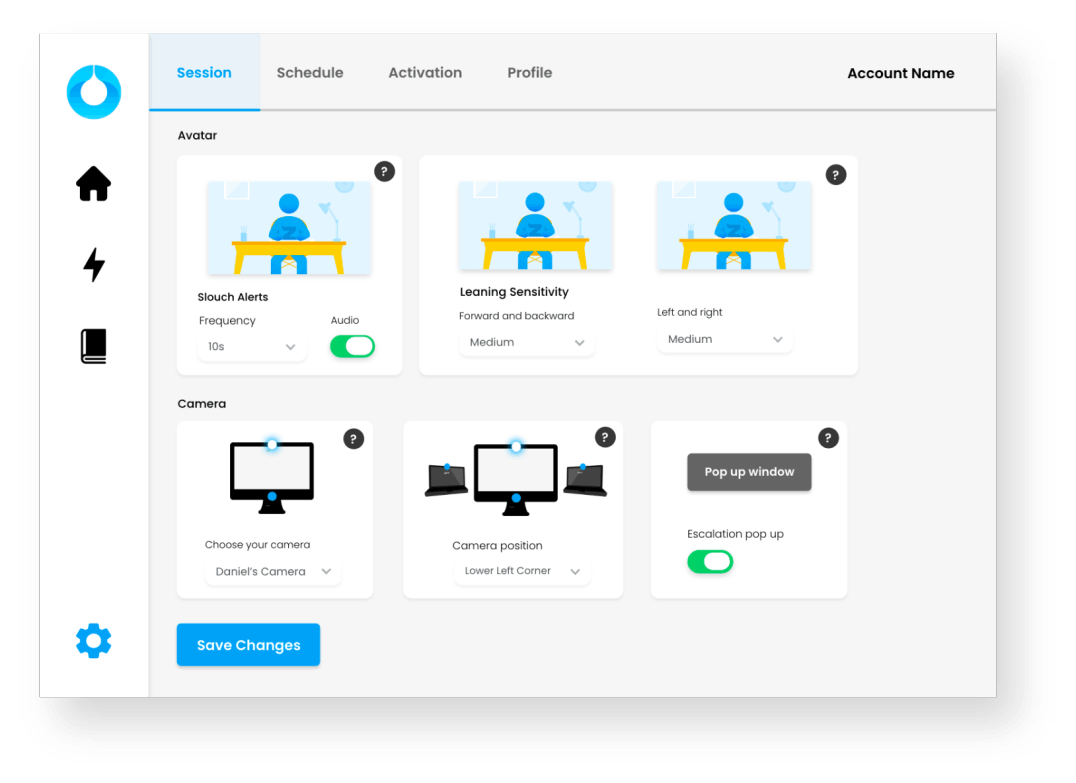 Session
Schedule
Activation
Profile
Account Name
Avatar
?
?
Slouch Alerts
Frequency
Audio
10s
Leaning Sensitivity
Forward and backward
Medium
Left and right
Medium
Camera
?
Choose your camera
Daniel's Camera
?
Camera position
Lower Left Corner
?
Pop up window
Escalation pop up
Save Changes